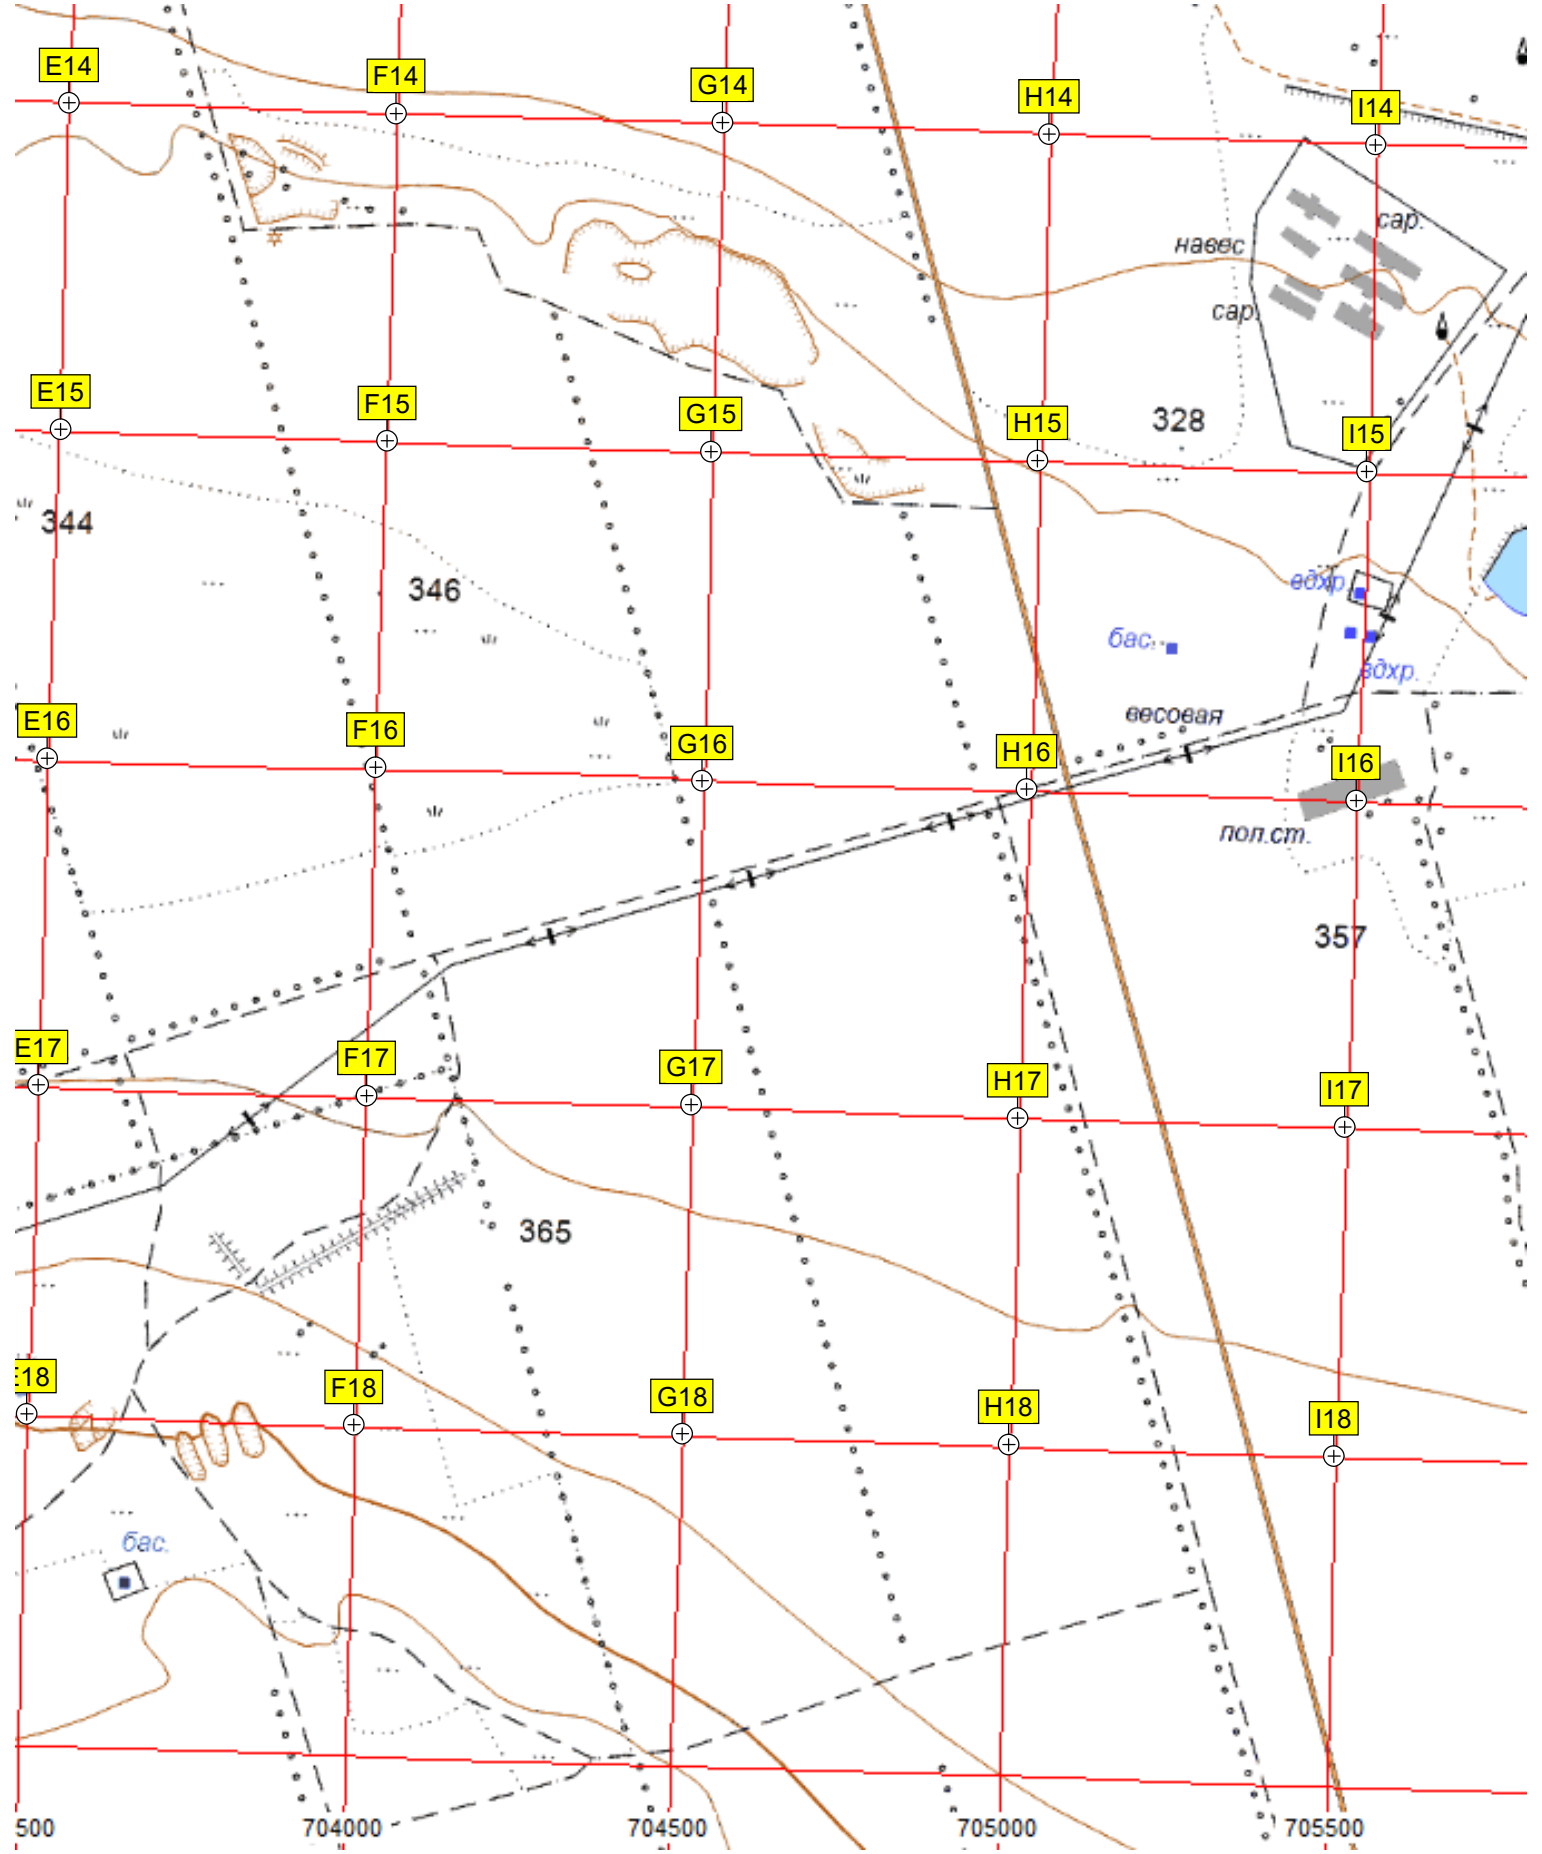 E14
F14
G14
H14
I14
сар.
навес
сар.
E15
F15
G15
H15
I15
328
344
346
вдхр.
бас.
вдхр.
весовая
E16
F16
G16
H16
I16
пол.ст.
357
E17
F17
G17
H17
I17
365
E18
F18
G18
H18
I18
бас.
500
704000
704500
705000
705500